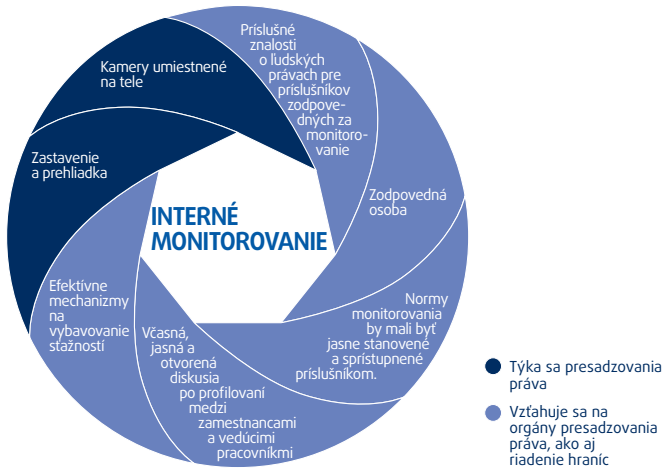 Príslušné
znalosti
o ľudských
právach pre
príslušníkov
zodpove-
dných za
monitoro-
vanie
Kamery umiestnené
na tele
Zastavenie
a prehliadka
Zodpovedná
osoba
INTERNÉ
MONITOROVANIE
Efektívne
mechanizmy
na
vybavovanie
stažností
Včasná,
jasná a
otvorená
diskusia
po profilovaní
medzi
zamestnancami
a vedúcimi
pracovníkmi
Normy
monitorovania
by mali byť
jasne stanovené
a sprístupnené
príslušníkom.
Týka sa presadzovania
práva
Vzťahuje sa na
orgány presadzovania
práva, ako aj
riadenie hraníc